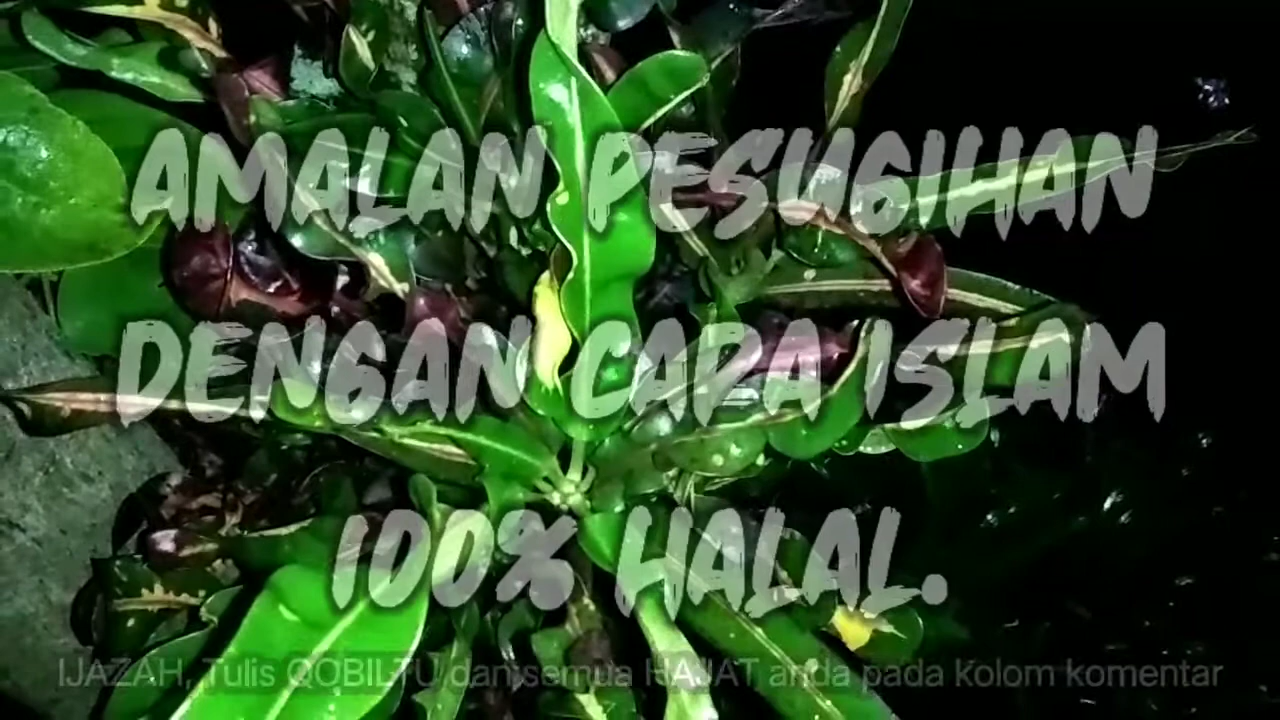 AMALAN PESUGIHAN
DENGAN CARA ISLAM
100% HALAL.
IJAZAH, Tulis QOBILTU dan semua HAJAT anda pada Kolom komentar